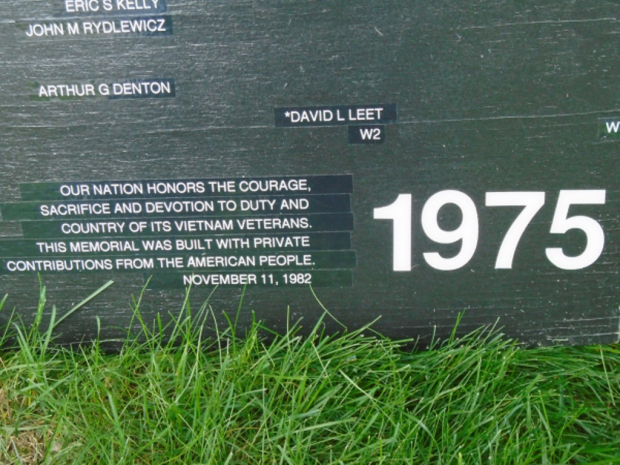 ERIC S KELLY
JOHN M RYDLEWICZ
ARTHUR G DENTON
*DAVID L LEET
W2
W
OUR NATION HONORS THE COURAGE,
SACRIFICE AND DEVOTION TO DUTY AND
COUNTRY OF ITS VIETNAM VETERANS.
THIS MEMORIAL WAS BUILT WITH PRIVATE
CONTRIBUTIONS FROM THE AMERICAN PEOPLE.
NOVEMBER 11, 1982
1975